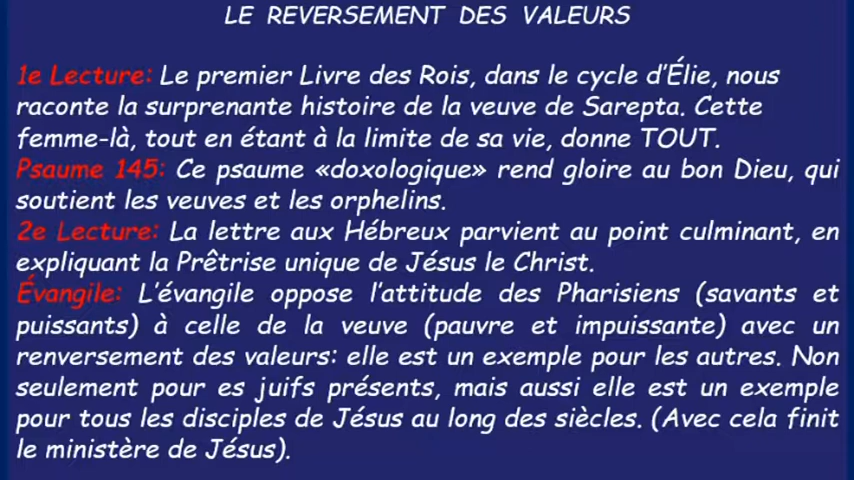 LE REVERSEMENT DES VALEURS
1e Lecture: Le premier Livre des Rois, dans le cycle d'Élie, nous
raconte la surprenante histoire de la veuve de Sarepta. Cette
femme-là, tout en étant à la limite de sa vie, donne TOUT.
Psaume 145: Ce psaume «doxologique» rend gloire au bon Dieu, qui
soutient les veuves et les orphelins.
2e Lecture: La lettre aux Hébreux parvient au point culminant, en
expliquant la Prêtrise unique de Jésus le Christ.
Évangile: L'évangile oppose l'attitude des Pharisiens (savants et
puissants) à celle de la veuve (pauvre et impuissante) avec un
renversement des valeurs: elle est un exemple pour les autres. Non
seulement pour es juifs présents, mais aussi elle est un exemple
pour tous les disciples de Jésus au long des siècles. (Avec cela finit
le ministère de Jésus).